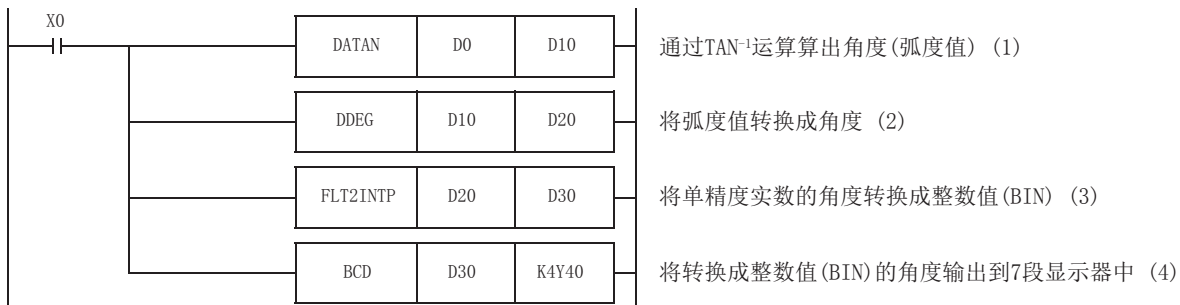 X0
DATAN D0 D10 通过TAN⁻¹运算算出角度(弧度值) (1)
DDEG D10 D20 将弧度值转换成角度 (2)
FLT2INTP D20 D30 将单精度实数的角度转换成整数值(BIN) (3)
BCD D30 K4Y40 将转换成整数值(BIN)的角度输出到7段显示器中 (4)